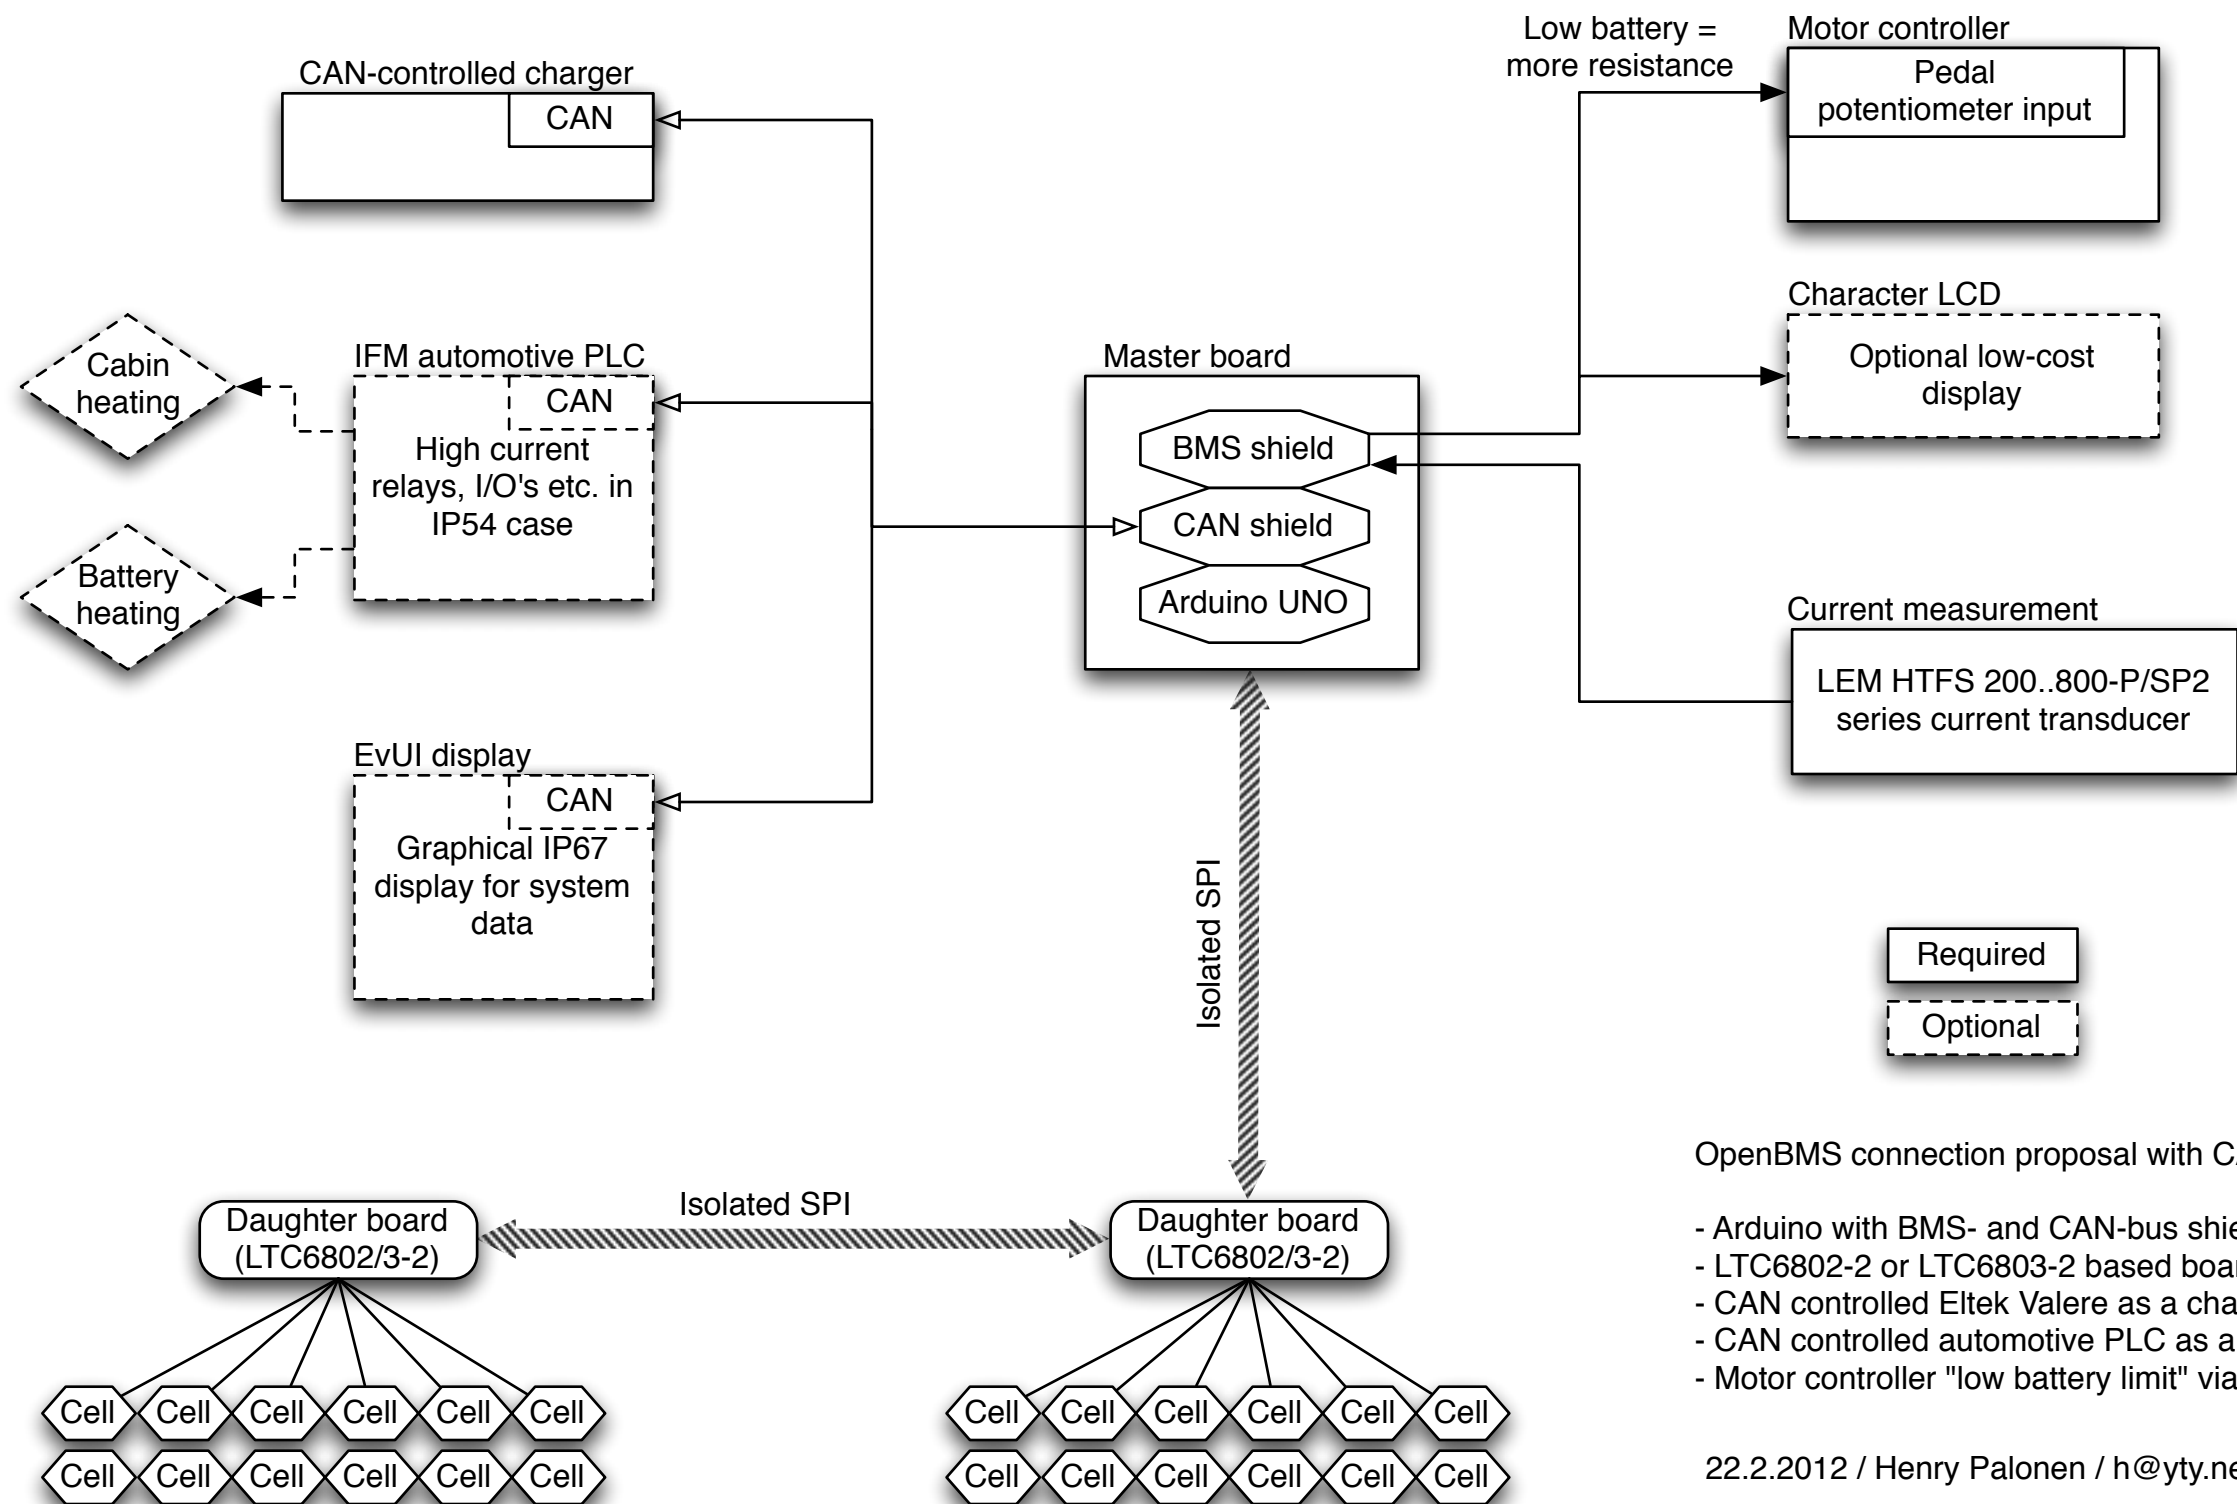 Low battery =
more resistance
Motor controller
Pedal
potentiometer input
CAN-controlled charger
CAN
Character LCD
Optional low-cost
display
Cabin
heating
IFM automotive PLC
CAN
High current
relays, I/O's etc. in
IP54 case
Master board
BMS shield
CAN shield
Arduino UNO
Battery
heating
Current measurement
LEM HTFS 200..800-P/SP2
series current transducer
EvUI display
CAN
Graphical IP67
display for system
data
Isolated SPI
Required
Optional
Isolated SPI
Daughter board
(LTC6802/3-2)
Daughter board
(LTC6802/3-2)
Cell Cell Cell Cell Cell Cell
Cell Cell Cell Cell Cell Cell
Cell Cell Cell Cell Cell Cell
Cell Cell Cell Cell Cell Cell
OpenBMS connection proposal with
- Arduino with BMS- and CAN-bus
- LTC6802-2 or LTC6803-2 based
- CAN controlled Eltek Valere as a
- CAN controlled automotive PLC as a
- Motor controller "low battery limit" via
22.2.2012 / Henry Palonen /